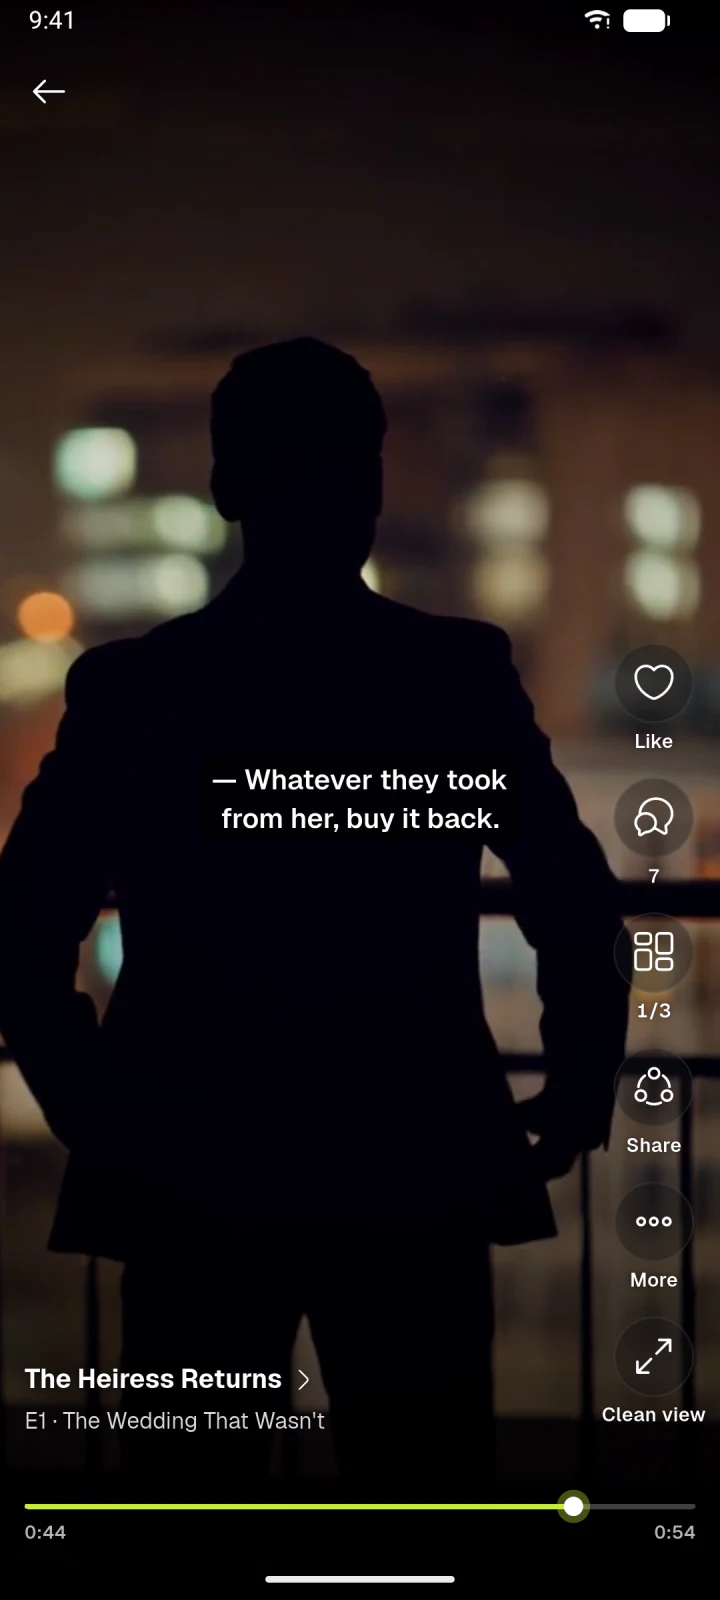 9:41
— Whatever they took
from her, buy it back.
Like
7
1/3
Share
More
Clean view
The Heiress Returns
E1 · The Wedding That Wasn't
0:44
0:54